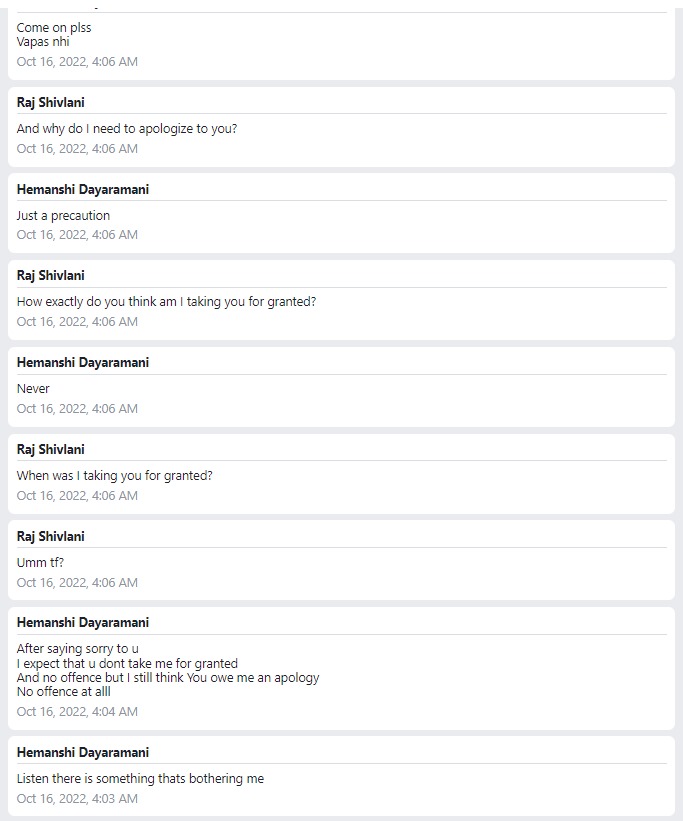 Come on plss
Vapas nhi
Oct 16, 2022, 4:06 AM
Raj Shivlani
And why do I need to apologize to you?
Oct 16, 2022, 4:06 AM
Hemanshi Dayaramani
Just a precaution
Oct 16, 2022, 4:06 AM
Raj Shivlani
How exactly do you think am I taking you for granted?
Oct 16, 2022, 4:06 AM
Hemanshi Dayaramani
Never
Oct 16, 2022, 4:06 AM
Raj Shivlani
When was I taking you for granted?
Oct 16, 2022, 4:06 AM
Raj Shivlani
Umm tf?
Oct 16, 2022, 4:06 AM
Hemanshi Dayaramani
After saying sorry to u
I expect that u dont take me for granted
And no offence but I still think You owe me an apology
No offence at alll
Oct 16, 2022, 4:04 AM
Hemanshi Dayaramani
Listen there is something thats bothering me
Oct 16, 2022, 4:03 AM